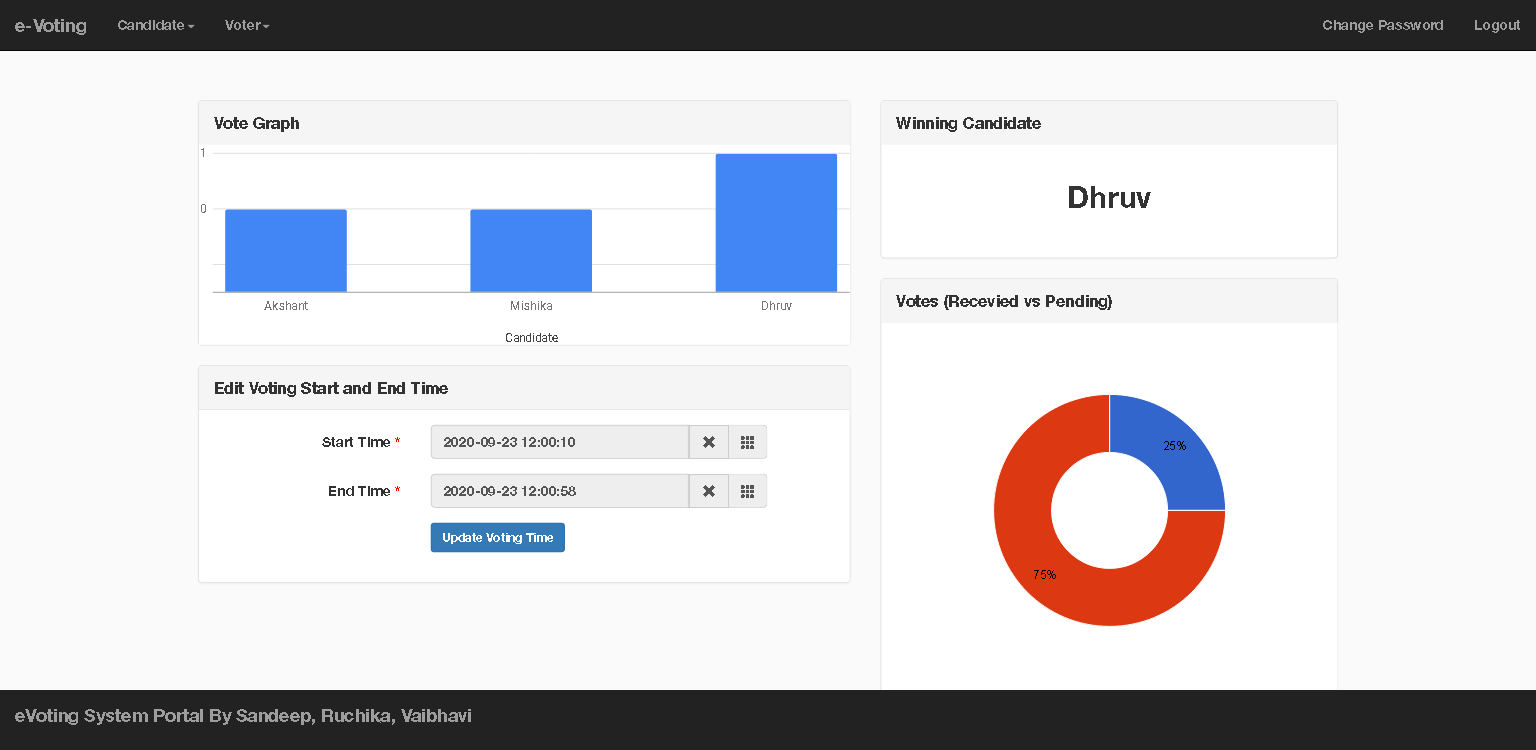 e-Voting Candidate Voter Change Password Logout
Vote Graph
1
0
Akshant Mishika Dhruv
Candidate
Edit Voting Start and End Time
Start Time * 2020-09-23 12:00:10
End Time * 2020-09-23 12:00:58
Update Voting Time
Winning Candidate
Dhruv
Votes (Recevied vs Pending)
25%
75%
eVoting System Portal By Sandeep, Ruchika, Vaibhavi